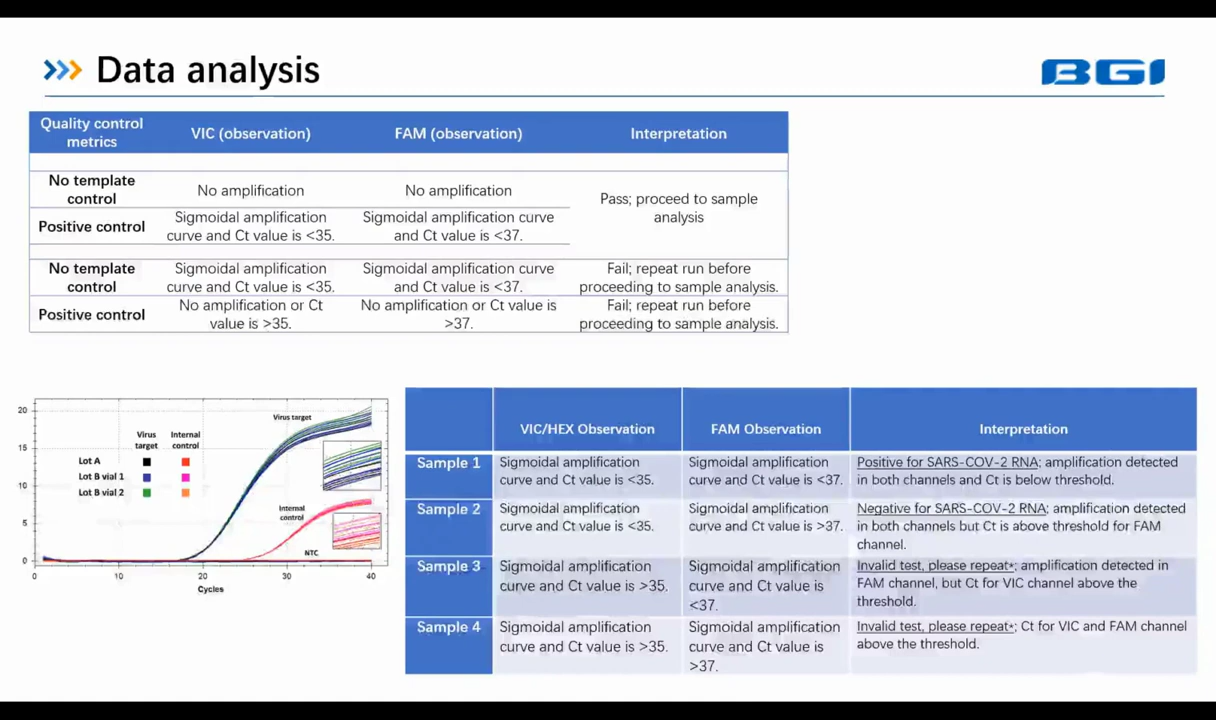 Data analysis
BGI
Quality control
metrics
VIC (observation)
FAM (observation)
Interpretation
No template
control
No amplification
No amplification
Pass; proceed to sample
analysis
Positive control
Sigmoidal amplification
curve and Ct value is <35.
Sigmoidal amplification curve
and Ct value is <37.
No template
control
Sigmoidal amplification
curve and Ct value is <35.
Sigmoidal amplification curve
and Ct value is <37.
Fail; repeat run before
proceeding to sample analysis.
Positive control
No amplification or Ct
value is >35.
No amplification or Ct value is
>37.
Fail; repeat run before
proceeding to sample analysis.
20
15
10
5
0
0
10
20
30
40
Cycles
Virus
target
Internal
control
Lot A
Lot B vial 1
Lot B vial 2
Virus target
Internal
control
NTC
VIC/HEX Observation
FAM Observation
Interpretation
Sample 1
Sigmoidal amplification
curve and Ct value is <35.
Sigmoidal amplification
curve and Ct value is <37.
Positive for SARS-COV-2 RNA; amplification detected
in both channels and Ct is below threshold.
Sample 2
Sigmoidal amplification
curve and Ct value is <35.
Sigmoidal amplification
curve and Ct value is >37.
Negative for SARS-COV-2 RNA; amplification detected
in both channels but Ct is above threshold for FAM
channel.
Sample 3
Sigmoidal amplification
curve and Ct value is >35.
Sigmoidal amplification
curve and Ct value is
<37.
Invalid test, please repeat*; amplification detected in
FAM channel, but Ct for VIC channel above the
threshold.
Sample 4
Sigmoidal amplification
curve and Ct value is >35.
Sigmoidal amplification
curve and Ct value is
>37.
Invalid test, please repeat*; Ct for VIC and FAM channel
above the threshold.